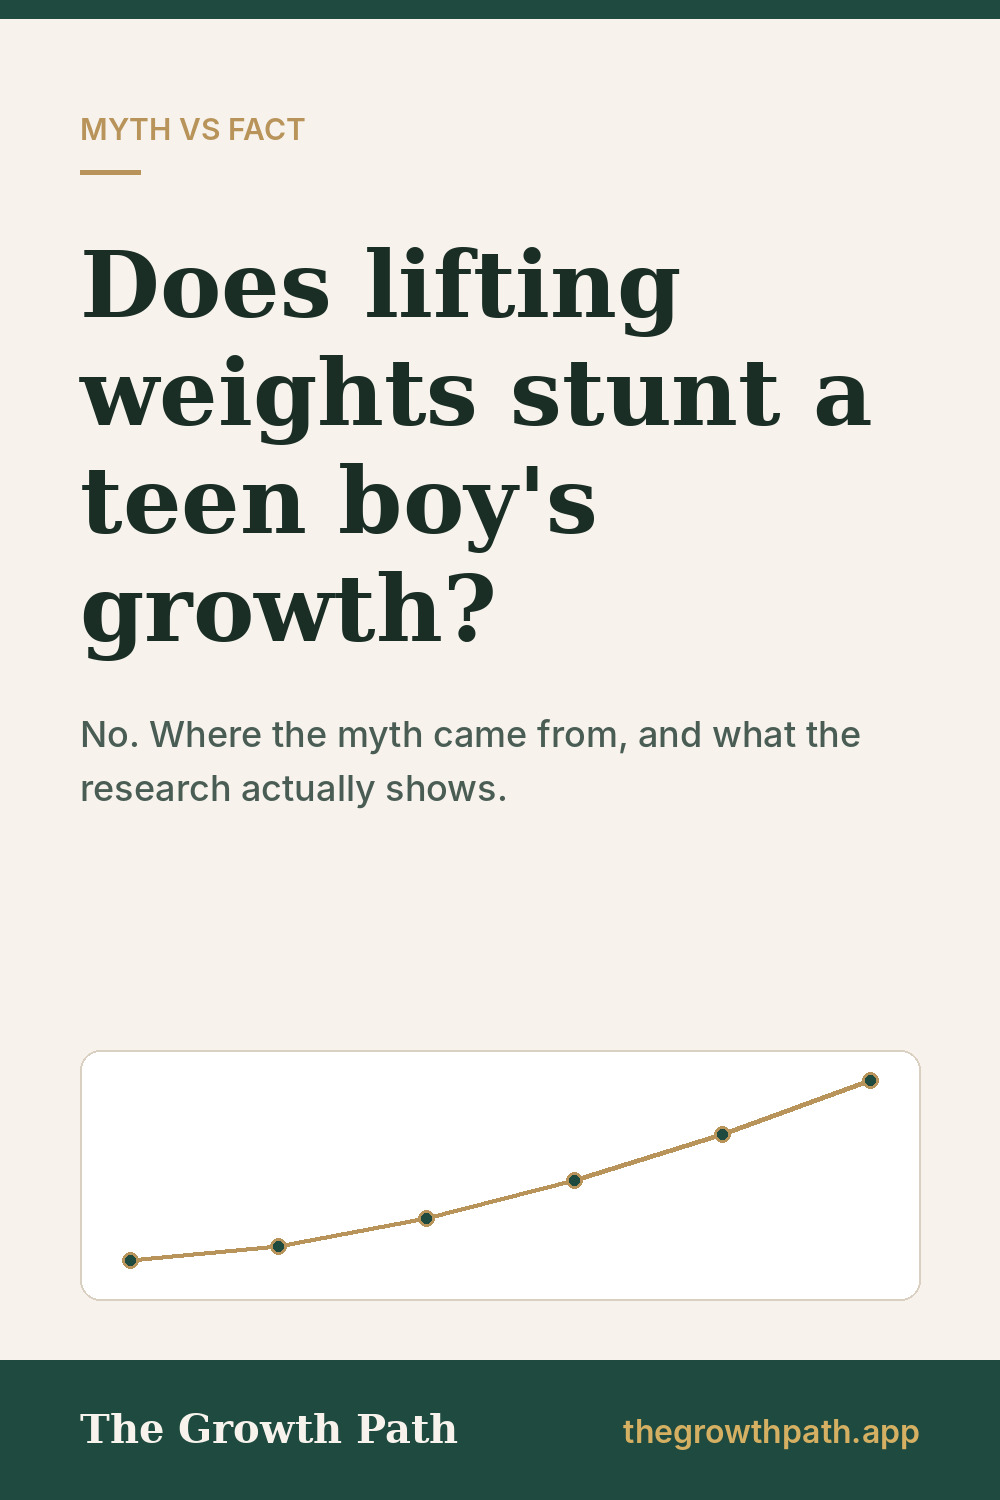 MYTH VS FACT
Does lifting
weights stunt a
teen boy's
growth?
No. Where the myth came from, and what the
research actually shows.
The Growth Path
thegrowthpath.app